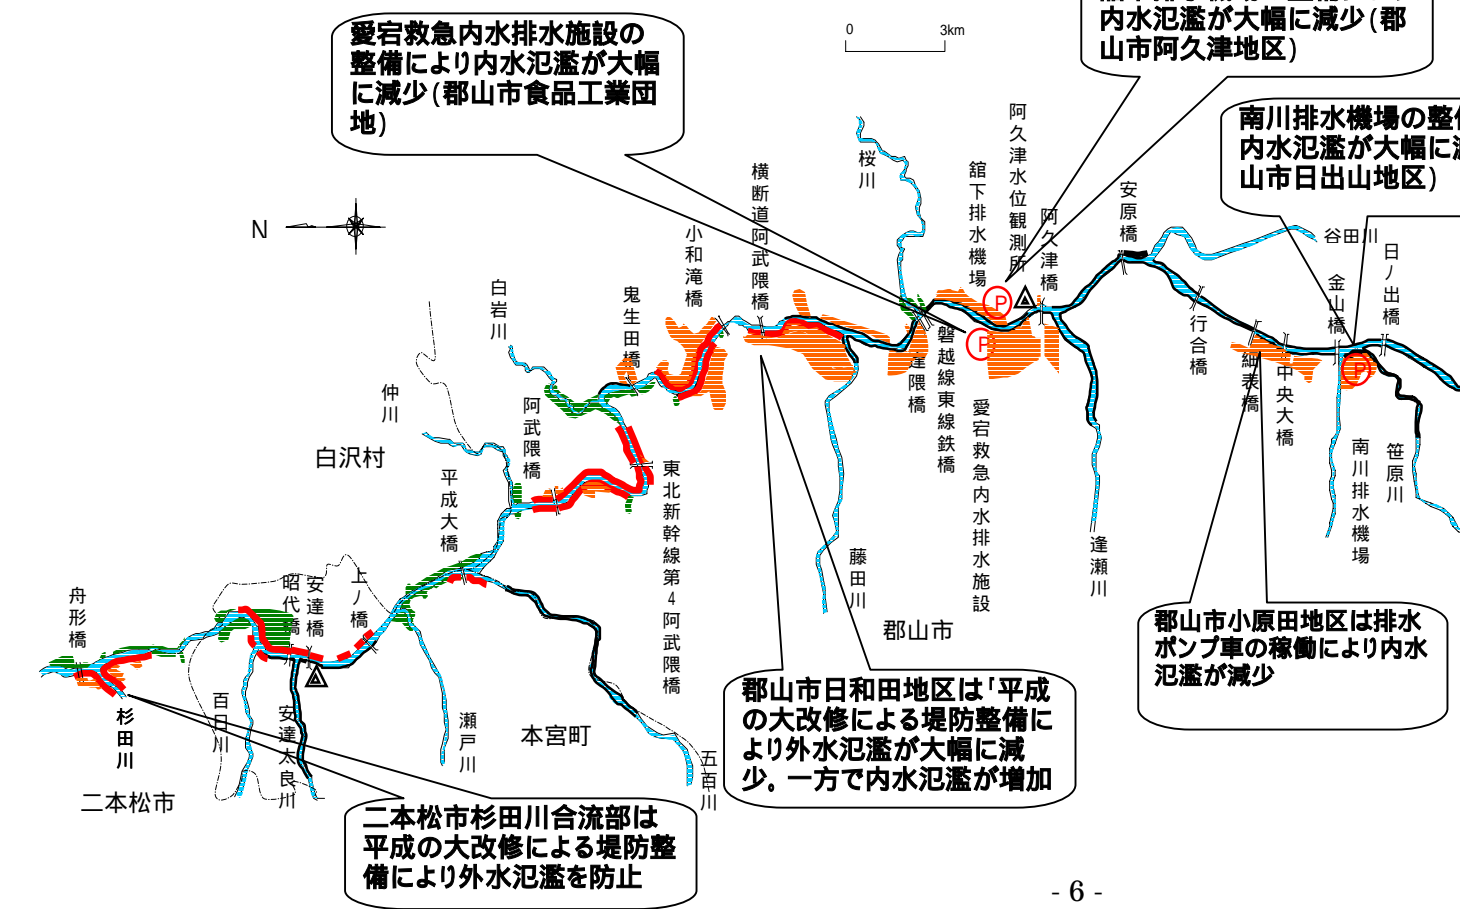 愛宕救急内水排水施設の
整備により内水氾濫が大幅
に減少(郡山市食品工業団
地)
0 3km
内水氾濫が大幅に減少(郡
山市阿久津地区)
南川排水機場の整
内水氾濫が大幅に
山市日出山地区)
N
桜川
横断道阿武隈橋
小和滝橋
舘下排水機場
阿久津水位観測所
阿久津橋
安原橋
谷田川
日ノ出橋
金山橋
白岩川
鬼生田橋
仲川
阿武隈橋
白沢村
平成大橋
東北新幹線第4阿武隈橋
逢隈橋
磐越線東線鉄橋
愛宕救急内水排水施設
行合橋
細表橋
中央大橋
南川排水機場
笹原川
P
P
P
藤田川
逢瀬川
郡山市
舟形橋
昭代橋
安達橋
上ノ橋
杉田川
百日川
安達太良川
瀬戸川
本宮町
五百川
二本松市
郡山市小原田地区は排水
ポンプ車の稼働により内水
氾濫が減少
郡山市日和田地区は「平成
の大改修による堤防整備に
より外水氾濫が大幅に減
少。一方で内水氾濫が増加
二本松市杉田川合流部は
平成の大改修による堤防整
備により外水氾濫を防止
- 6 -